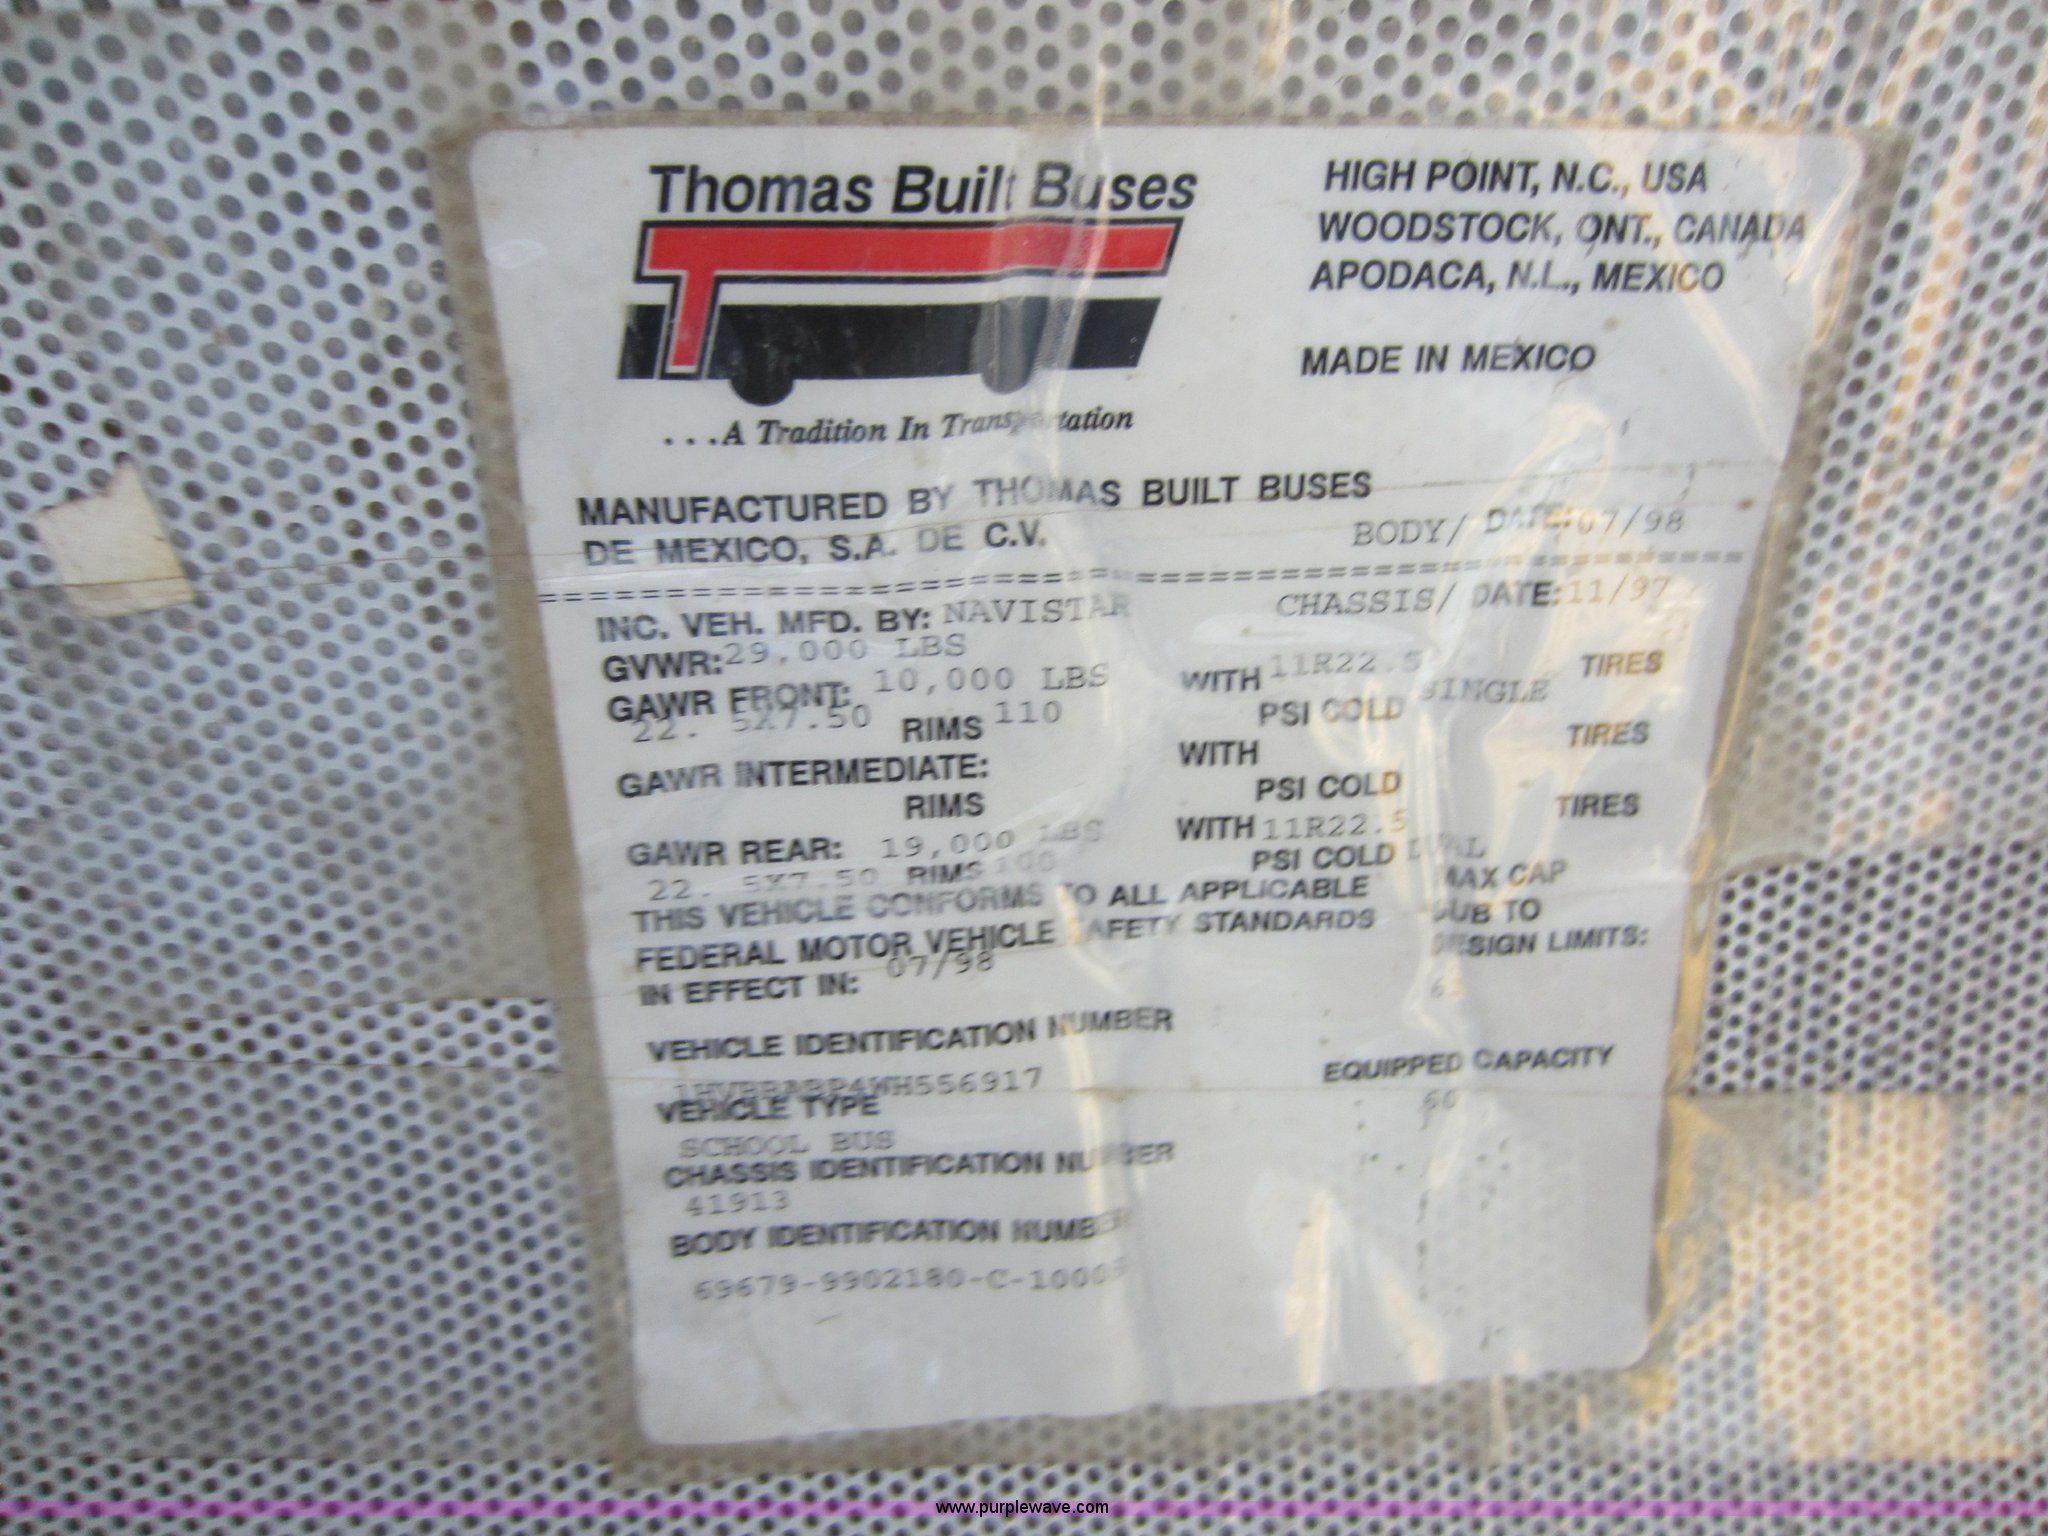 Thomas Built Buses
...A Tradition In Transportation
HIGH POINT, N.C., USA
WOODSTOCK, ONT., CANADA
APODACA, N.L., MEXICO
MADE IN MEXICO
MANUFACTURED BY THOMAS BUILT BUSES
DE MEXICO, S.A. DE C.V.
BODY/ DATE:07/98
INC. VEH. MFD. BY: NAVISTAR CHASSIS/ DATE:11/97
GVWR:29,000 LBS
GAWR FRONT: 10,000 LBS WITH 11R22.5 TIRES
22. 5X7.50 RIMS 110 PSI COLD SINGLE
GAWR INTERMEDIATE: WITH TIRES
RIMS PSI COLD
GAWR REAR: 19,000 LBS WITH 11R22.5 TIRES
22. 5X7.50 RIMS 100 PSI COLD DUAL
THIS VEHICLE CONFORMS TO ALL APPLICABLE
FEDERAL MOTOR VEHICLE SAFETY STANDARDS
IN EFFECT IN: 07/98
MAX CAP
SUB TO
DESIGN LIMITS:
VEHICLE IDENTIFICATION NUMBER
VEHICLE TYPE
SCHOOL BUS
CHASSIS IDENTIFICATION NUMBER
41913
BODY IDENTIFICATION NUMBER
EQUIPPED CAPACITY
60
www.purplewave.com